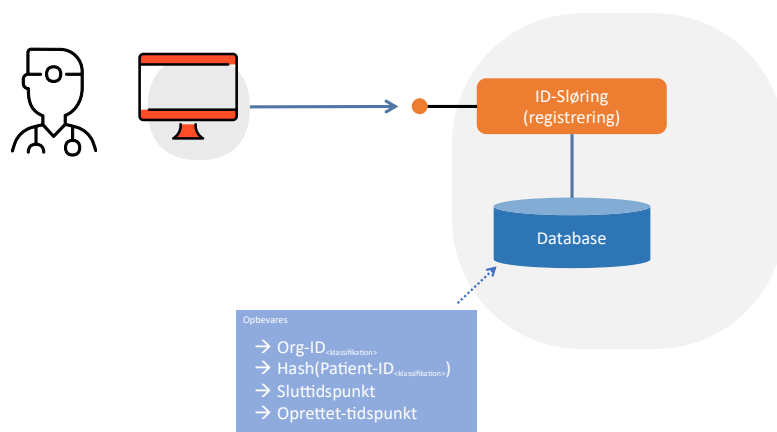 ID-Sløring
(registrering)
Database
Opbevares
→ Org-ID<klassifikation>
→ Hash(Patient-ID<klassifikation>)
→ Sluttidspunkt
→ Oprettet-tidspunkt